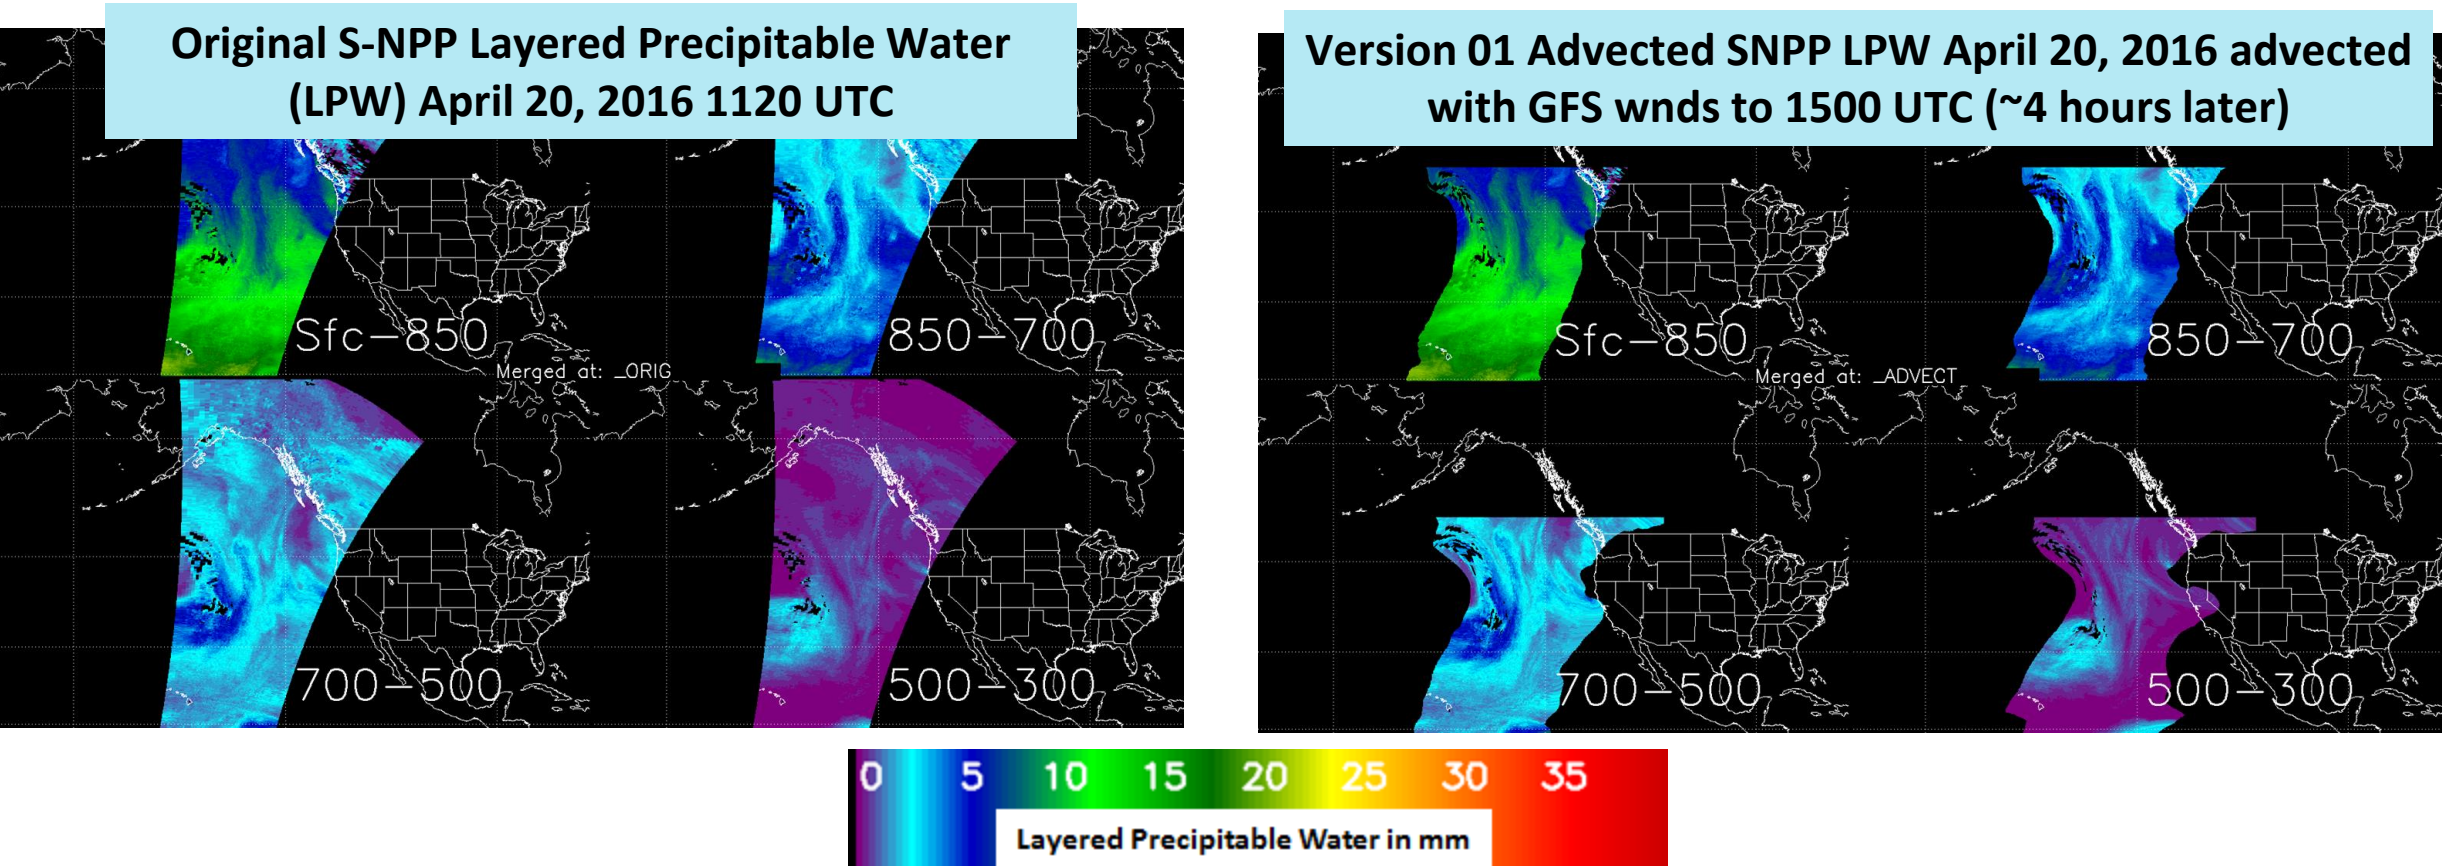 Original S-NPP Layered Precipitable Water
(LPW) April 20, 2016 1120 UTC
Version 01 Advected SNPP LPW April 20, 2016 advected
with GFS wnds to 1500 UTC (~4 hours later)
Sfc-850
850-700
Merged at: _ORIG
700-500
500-300
Sfc-850
850-700
Merged at: _ADVECT
700-500
500-300
0 5 10 15 20 25 30 35
Layered Precipitable Water in mm